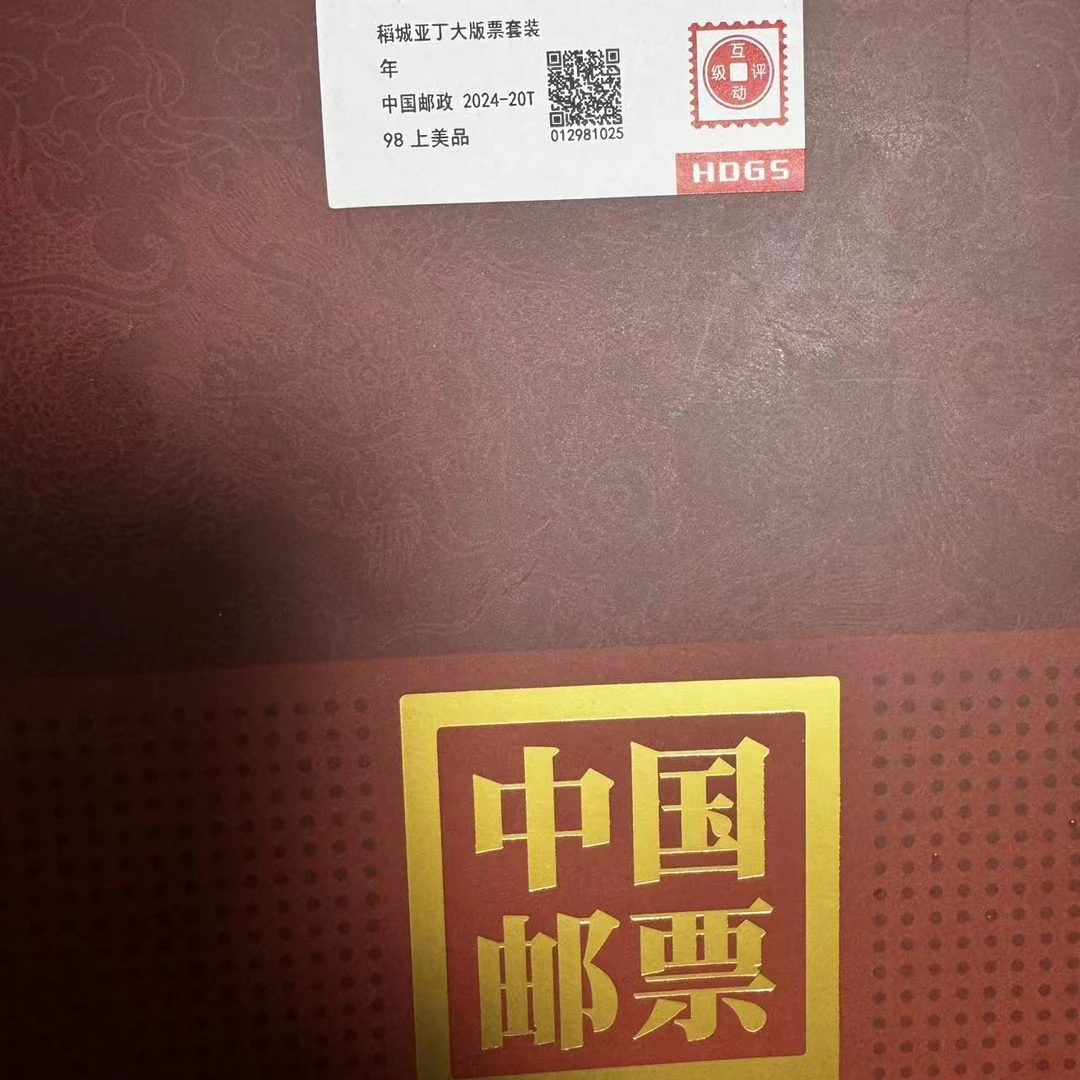 稻城亚丁大版票套装
年
中国邮政 2024-20T
98 上美品
012981025
互
级 评
动
HDGS
中国
邮票